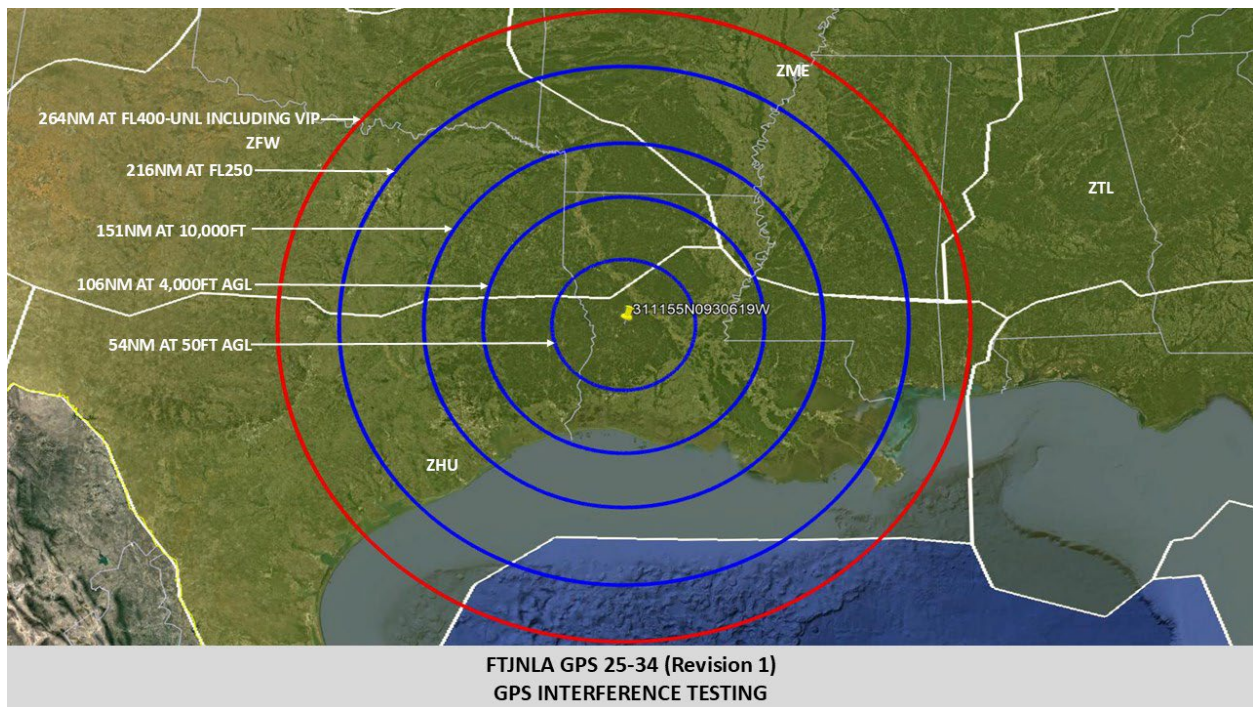 ZME
264NM AT FL400-UNL INCLUDING VIP
ZFW
216NM AT FL250
ZTL
151NM AT 10,000FT
106NM AT 4,000FT AGL
311155N0930619W
54NM AT 50FT AGL
ZHU
FTJNLA GPS 25-34 (Revision 1)
GPS INTERFERENCE TESTING